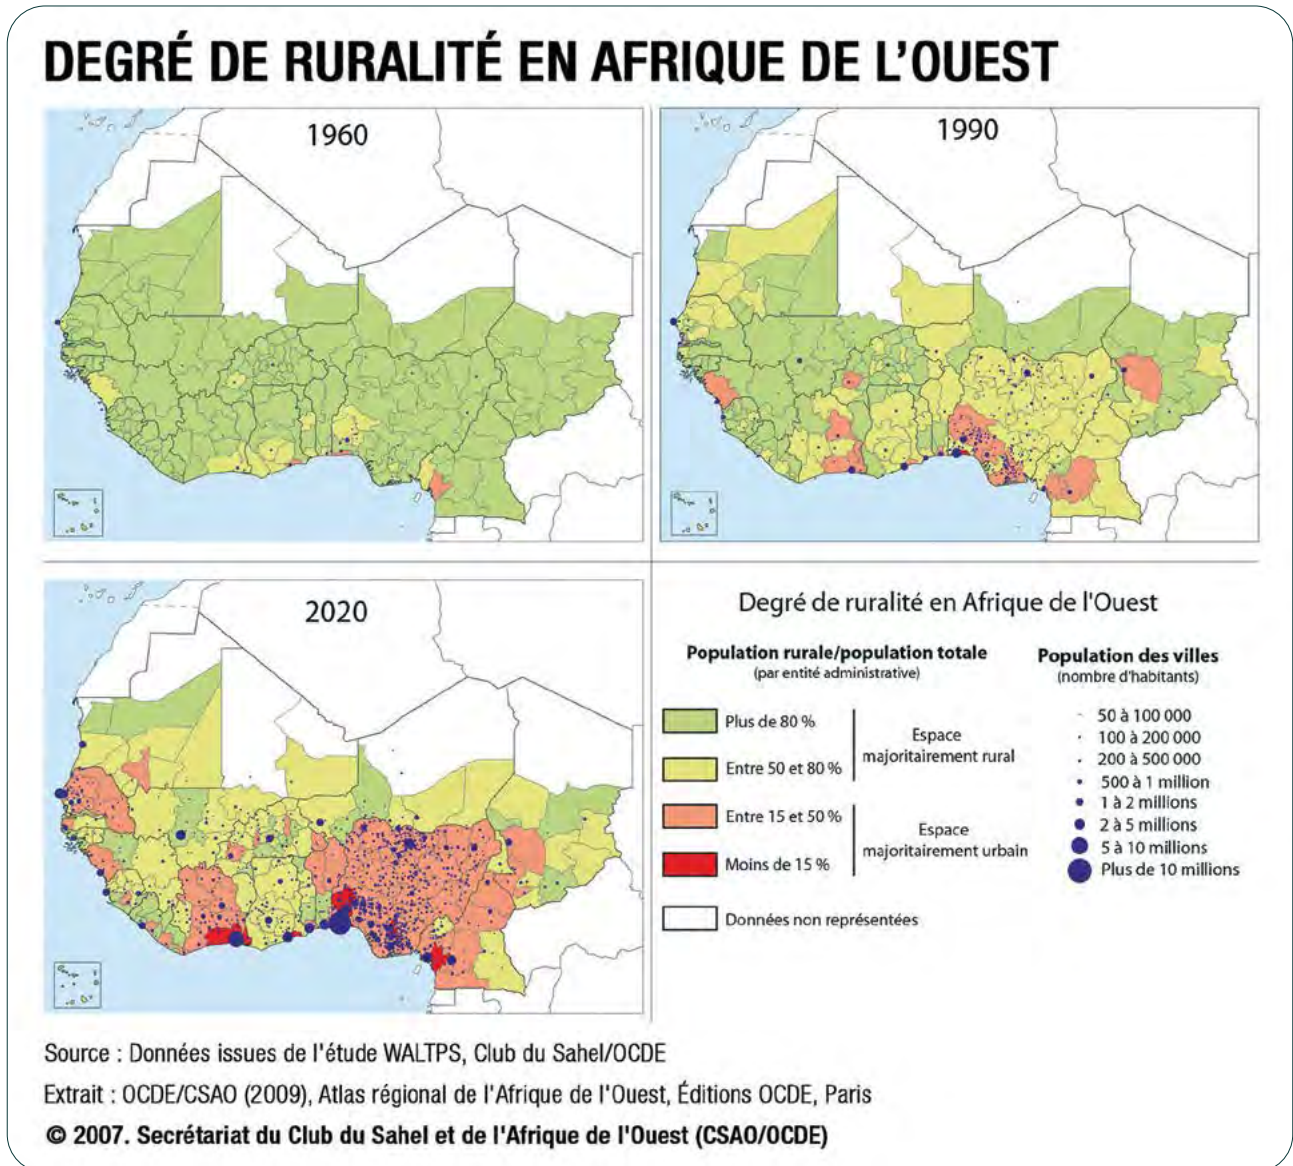 DEGRÉ DE RURALITÉ EN AFRIQUE DE L'OUEST
1960
1990
2020
Degré de ruralité en Afrique de l'Ouest
Population rurale/population totale
(par entité administrative)
Plus de 80 %
Entre 50 et 80 %
Espace
majoritairement rural
Entre 15 et 50 %
Moins de 15 %
Espace
majoritairement urbain
Données non représentées
Population des villes
(nombre d'habitants)
50 à 100 000
100 à 200 000
200 à 500 000
500 à 1 million
1 à 2 millions
2 à 5 millions
5 à 10 millions
Plus de 10 millions
Source : Données issues de l'étude WALTPS, Club du Sahel/OCDE
Extrait : OCDE/CSAO (2009), Atlas régional de l'Afrique de l'Ouest, Éditions OCDE, Paris
© 2007. Secrétariat du Club du Sahel et de l'Afrique de l'Ouest (CSAO/OCDE)